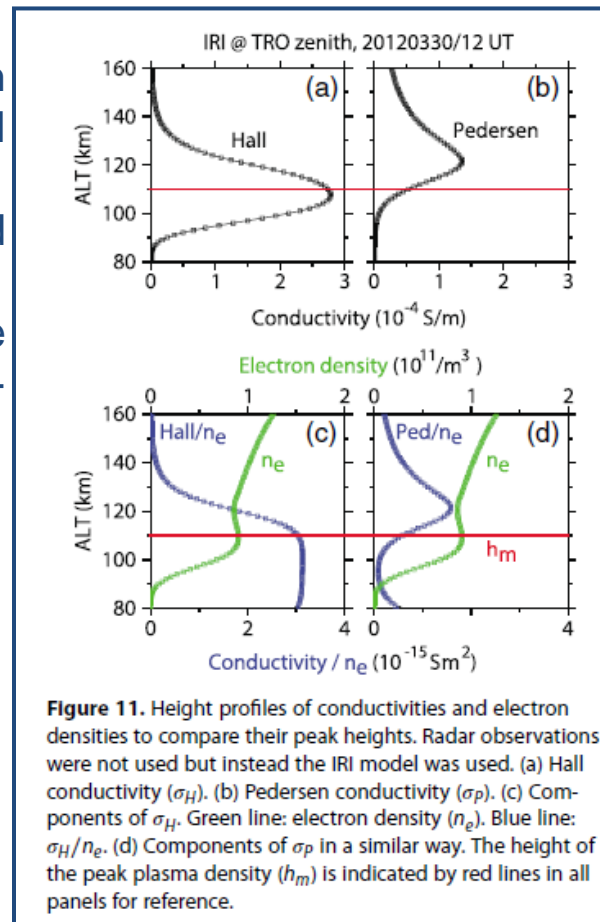 IRI @ TRO zenith, 20120330/12 UT
160
140
120
100
80
ALT (km)
(a)
Hall
(b)
Pedersen
0 1 2 3
0 1 2 3
Conductivity (10⁻⁴ S/m)
Electron density (10¹¹/m³ )
0 1 2
0 1 2
160
140
120
100
80
ALT (km)
Hall/nₑ
(c)
nₑ
Ped/nₑ
(d)
nₑ
hₘ
0 2 4
0 4
Conductivity / nₑ (10⁻¹⁵ Sm²)
Figure 11. Height profiles of conductivities and electron
densities to compare their peak heights. Radar observations
were not used but instead the IRI model was used. (a) Hall
conductivity (σH). (b) Pedersen conductivity (σP). (c) Com-
ponents of σH. Green line: electron density (nₑ). Blue line:
σH/nₑ. (d) Components of σP in a similar way. The height of
the peak plasma density (hₘ) is indicated by red lines in all
panels for reference.